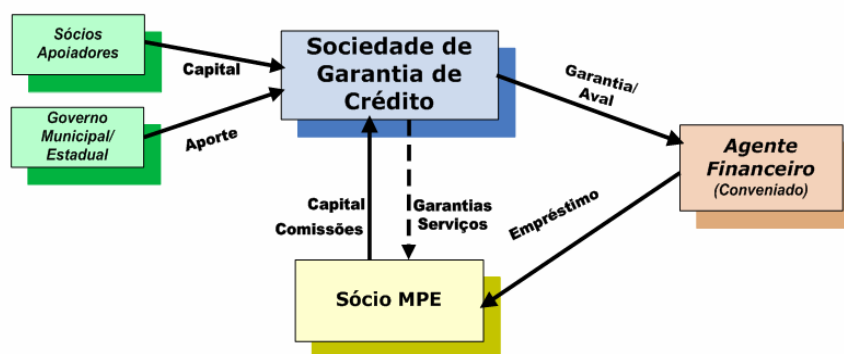 Sócios
Apoiadores
Capital
Governo
Municipal/
Estadual
Aporte
Sociedade de
Garantia de
Crédito
Garantia/
Aval
Agente
Financeiro
(Conveniado)
Capital
Comissões
Garantias
Serviços
Empréstimo
Sócio MPE